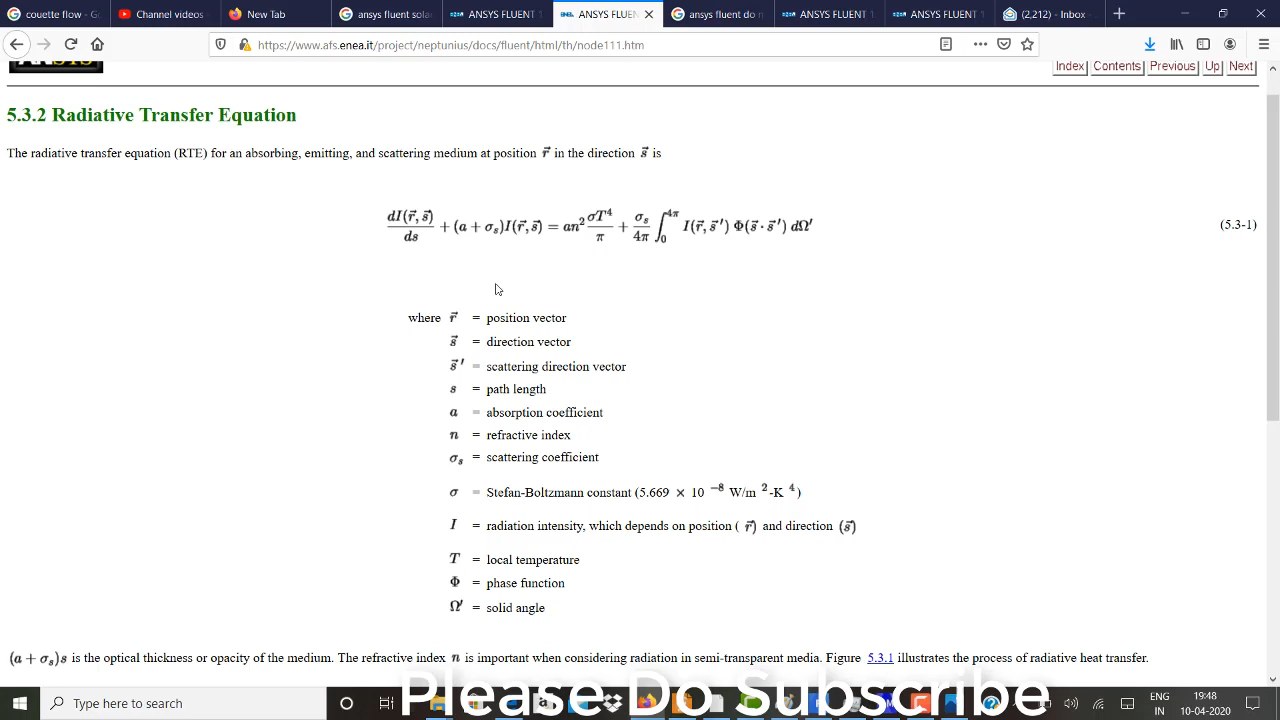 couette flow - G
Channel videos
New Tab
ansys fluent sola
ANSYS FLUENT 1
ANSYS FLUEN
ansys fluent do m
ANSYS FLUENT 1
ANSYS FLUENT 1
(2,212) - Inbox -
https://www.afs.enea.it/project/neptunius/docs/fluent/html/th/node111.htm
ANSYS
Index Contents Previous Up Next
5.3.2 Radiative Transfer Equation
The radiative transfer equation (RTE) for an absorbing, emitting, and scattering medium at position r⃗ in the direction s⃗ is
dI(r⃗, s⃗)/ds + (a + σₛ)I(r⃗, s⃗) = an² σT⁴/π + σₛ/4π ∫₀^4π I(r⃗, s⃗ ′) Φ(s⃗ · s⃗ ′) dΩ′ (5.3-1)
where r⃗ = position vector
s⃗ = direction vector
s⃗ ′ = scattering direction vector
s = path length
a = absorption coefficient
n = refractive index
σₛ = scattering coefficient
σ = Stefan-Boltzmann constant (5.669 × 10 ⁻⁸ W/m ² -K ⁴ )
I = radiation intensity, which depends on position ( r⃗) and direction (s⃗)
T = local temperature
Φ = phase function
Ω′ = solid angle
(a + σₛ)s is the optical thickness or opacity of the medium. The refractive index n is important when considering radiation in semi-transparent media. Figure 5.3.1 illustrates the process of radiative heat transfer.
Please Do Subscribe
Type here to search
ENG
IN
19:48
10-04-2020